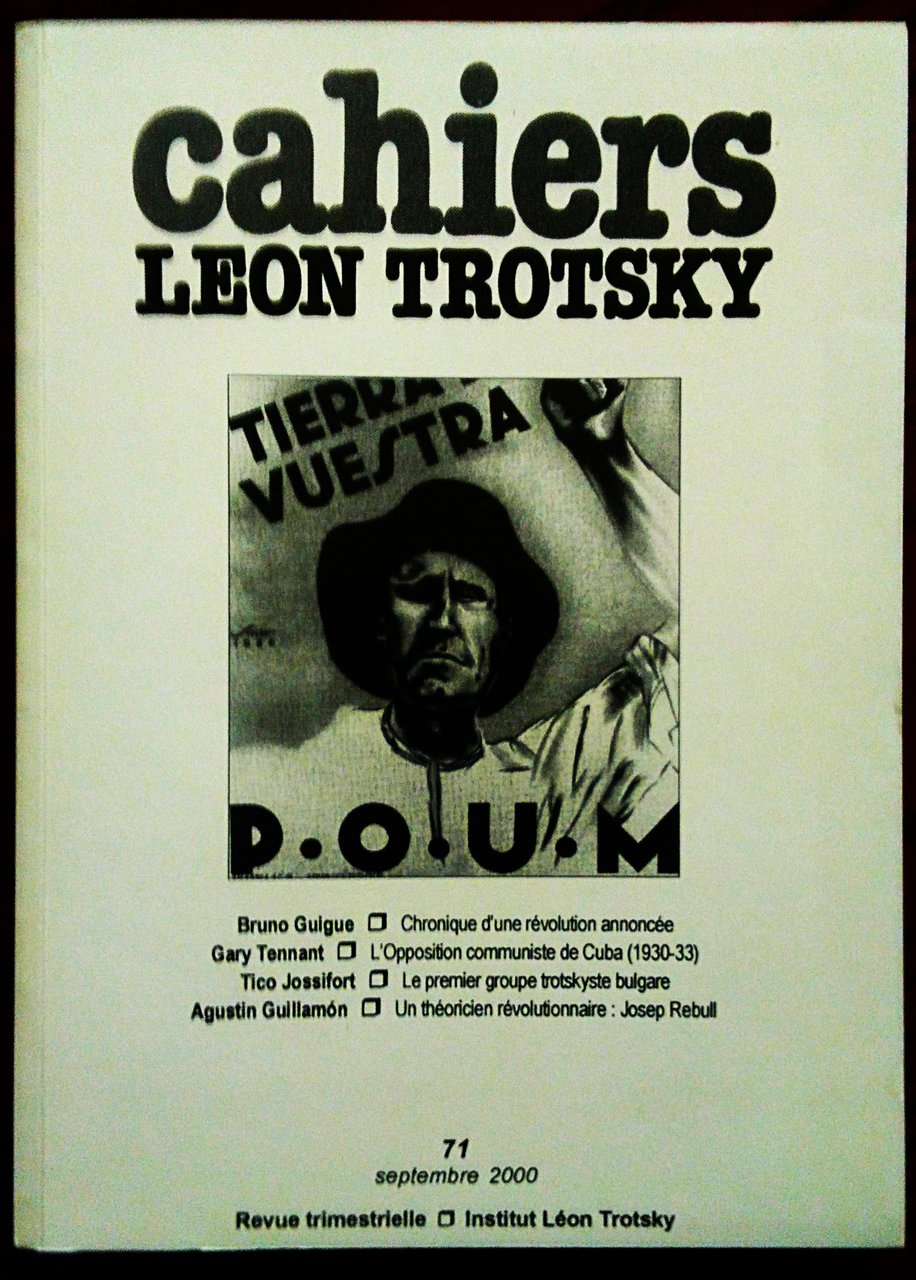 cahiers
LEON TROTSKY
TIERRA
VUESTRA
P.O.U.M
Bruno Guigue ❒ Chronique d'une révolution annoncée
Gary Tennant ❒ L'Opposition communiste de Cuba (1930-33)
Tico Jossifort ❒ Le premier groupe trotskyste bulgare
Agustin Guillamón ❒ Un théoricien révolutionnaire : Josep Rebull
71
septembre 2000
Revue trimestrielle ❒ Institut Léon Trotsky